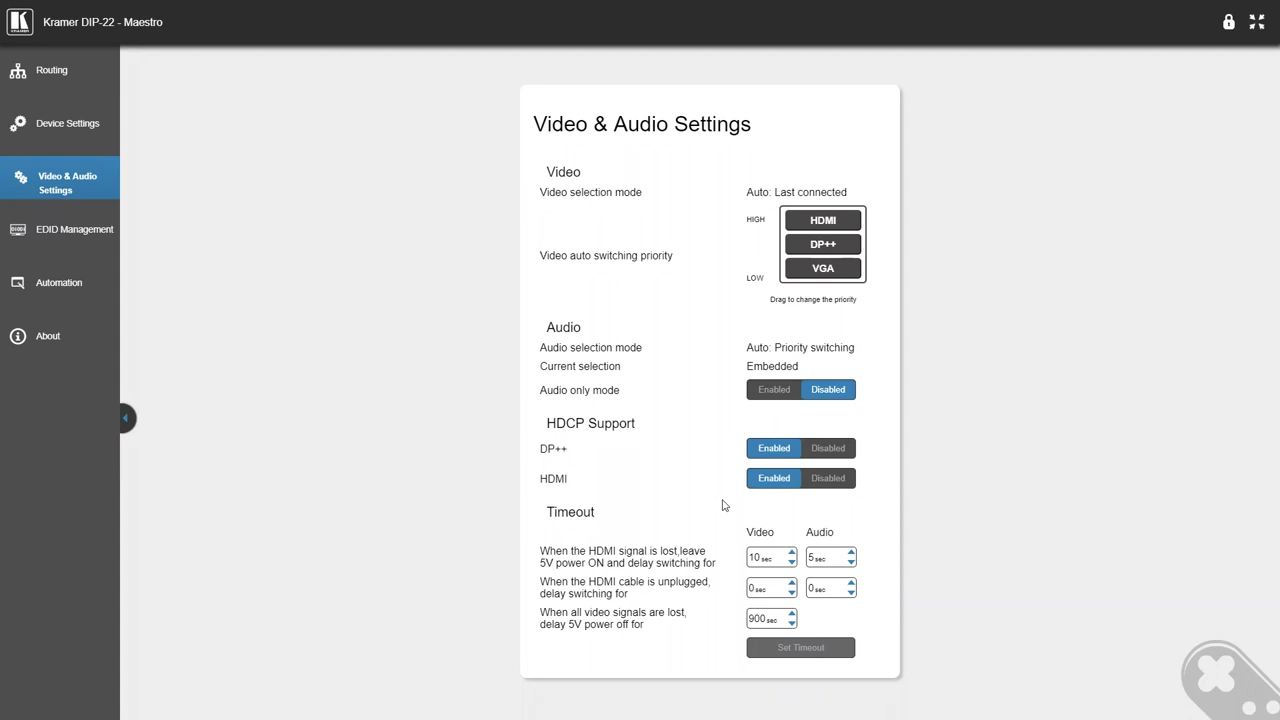 KRAMER
Kramer DIP-22 - Maestro
Routing
Device Settings
Video & Audio
Settings
EDID Management
Automation
About
Video & Audio Settings
Video
Video selection mode
Auto: Last connected
HIGH
HDMI
Video auto switching priority
DP++
VGA
LOW
Drag to change the priority
Audio
Audio selection mode
Auto: Priority switching
Current selection
Embedded
Audio only mode
Enabled Disabled
HDCP Support
DP++
Enabled Disabled
HDMI
Enabled Disabled
Timeout
Video Audio
When the HDMI signal is lost,leave
5V power ON and delay switching for
10 sec 5 sec
When the HDMI cable is unplugged,
delay switching for
0 sec 0 sec
When all video signals are lost,
delay 5V power off for
900 sec
Set Timeout